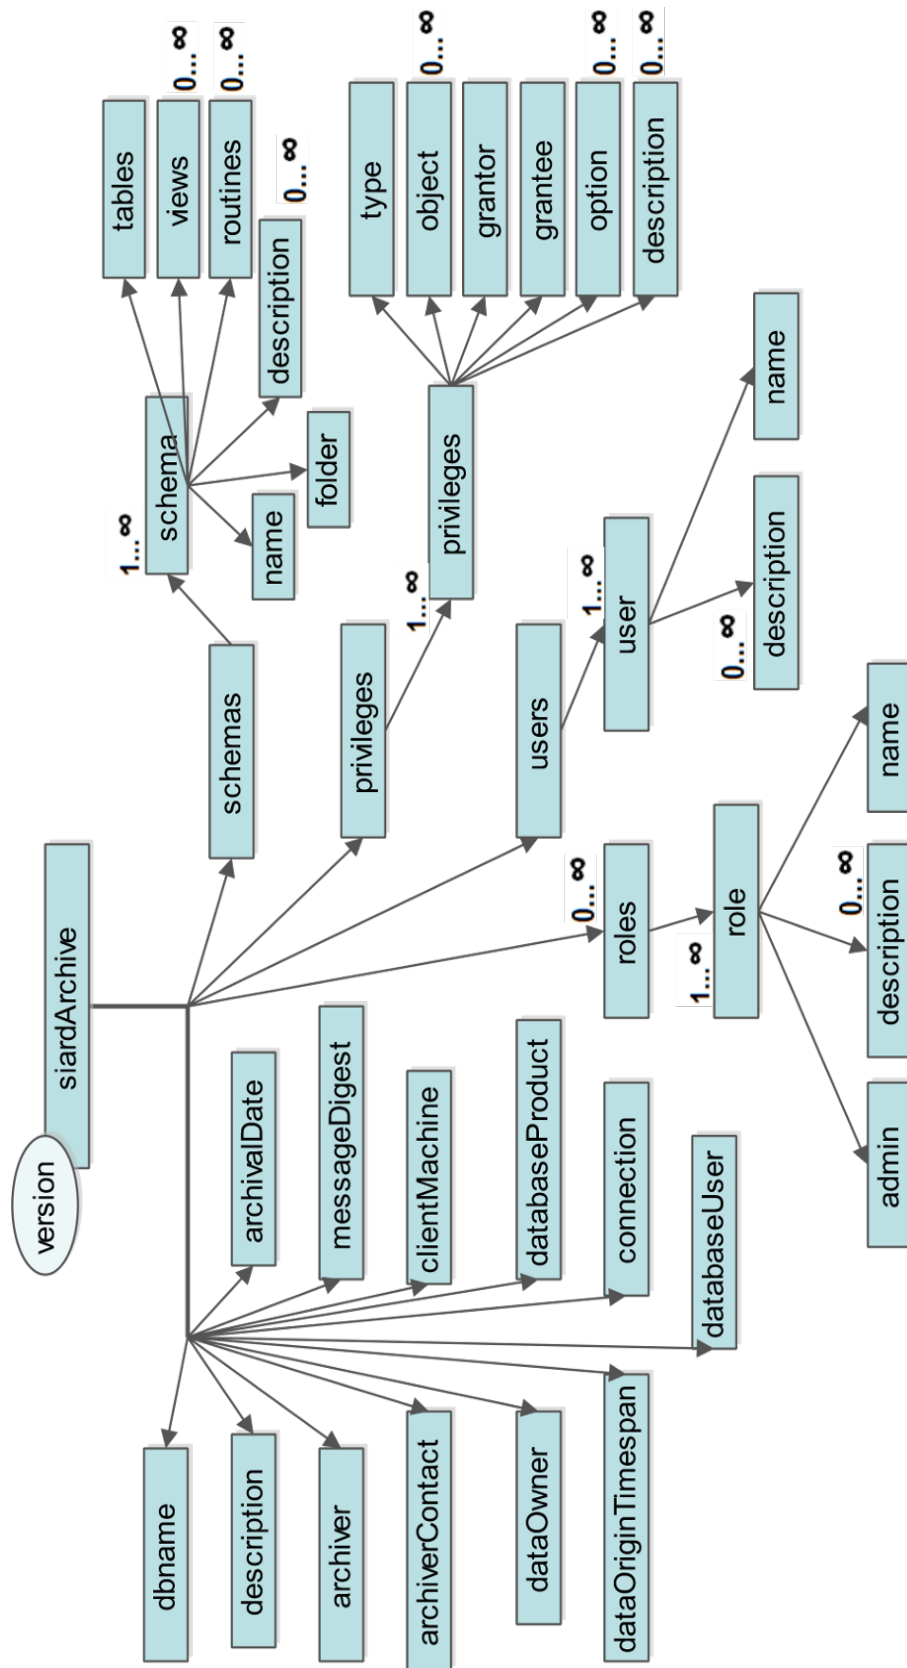 version
siardArchive
dbname
description
archiver
archiverContact
dataOwner
dataOriginTimespan
archivalDate
messageDigest
clientMachine
databaseProduct
connection
databaseUser
schemas
1...∞
schema
name
folder
description
0...∞
tables
views
0...∞
routines
0...∞
privileges
1...∞
privileges
type
object
0...∞
grantor
grantee
option
0...∞
description
0...∞
users
1...∞
user
0...∞
description
name
0...∞
roles
1...∞
role
admin
description
0...∞
name